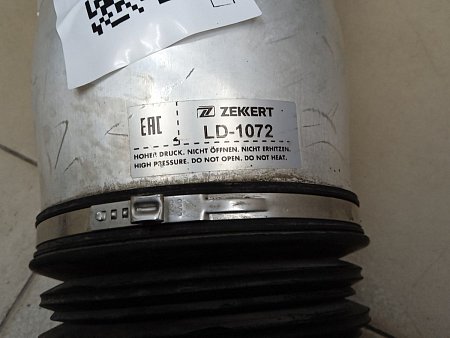 EAC
ZEKKERT
LD-1072
HOHER DRUCK. NICHT ÖFFNEN. NICHT ERHITZEN.
HIGH PRESSURE. DO NOT OPEN. DO NOT HEAT.